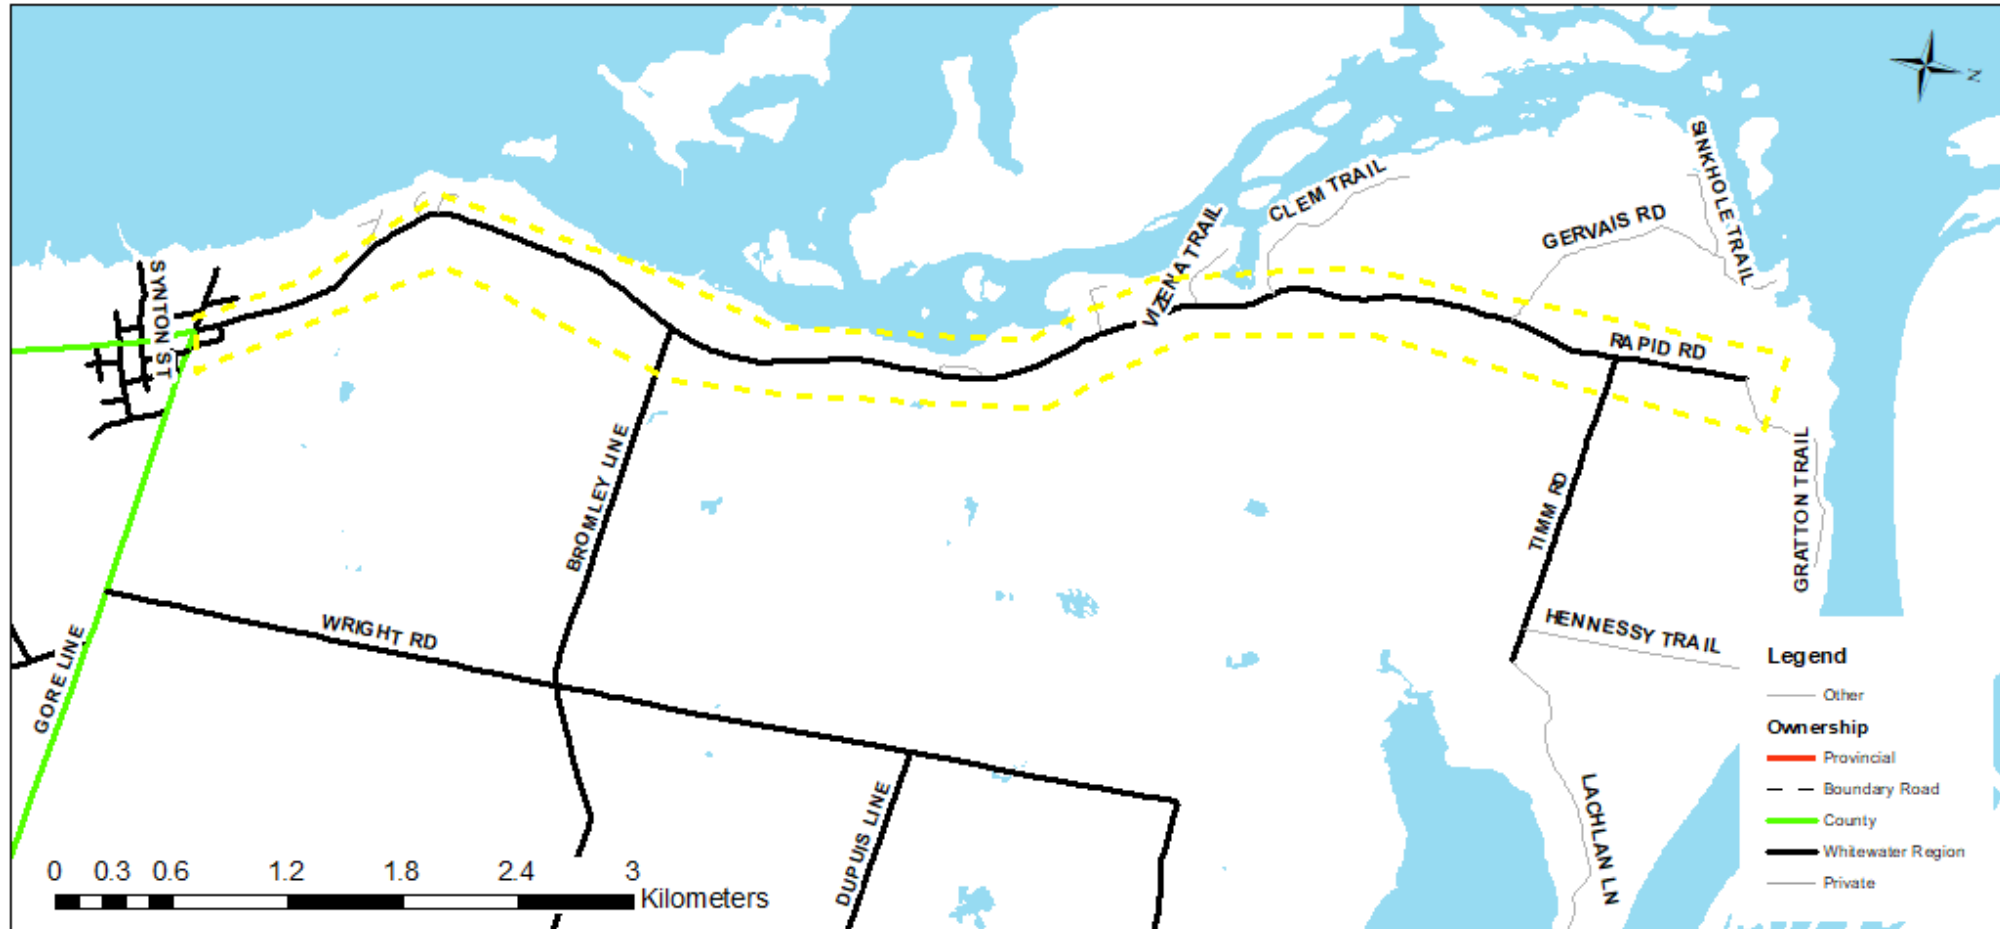 N
SINKHOLE TRAIL
CLEM TRAIL
GERVAIS RD
VIZENA TRAIL
SYNTON ST
RAPID RD
BROMLEY LINE
TIMM RD
GRATTON TRAIL
WRIGHT RD
HENNESSY TRAIL
GORE LINE
DUPUIS LINE
LACHLAN LN
Legend
Other
Ownership
Provincial
Boundary Road
County
Whitewater Region
Private
0 0.3 0.6 1.2 1.8 2.4 3
Kilometers